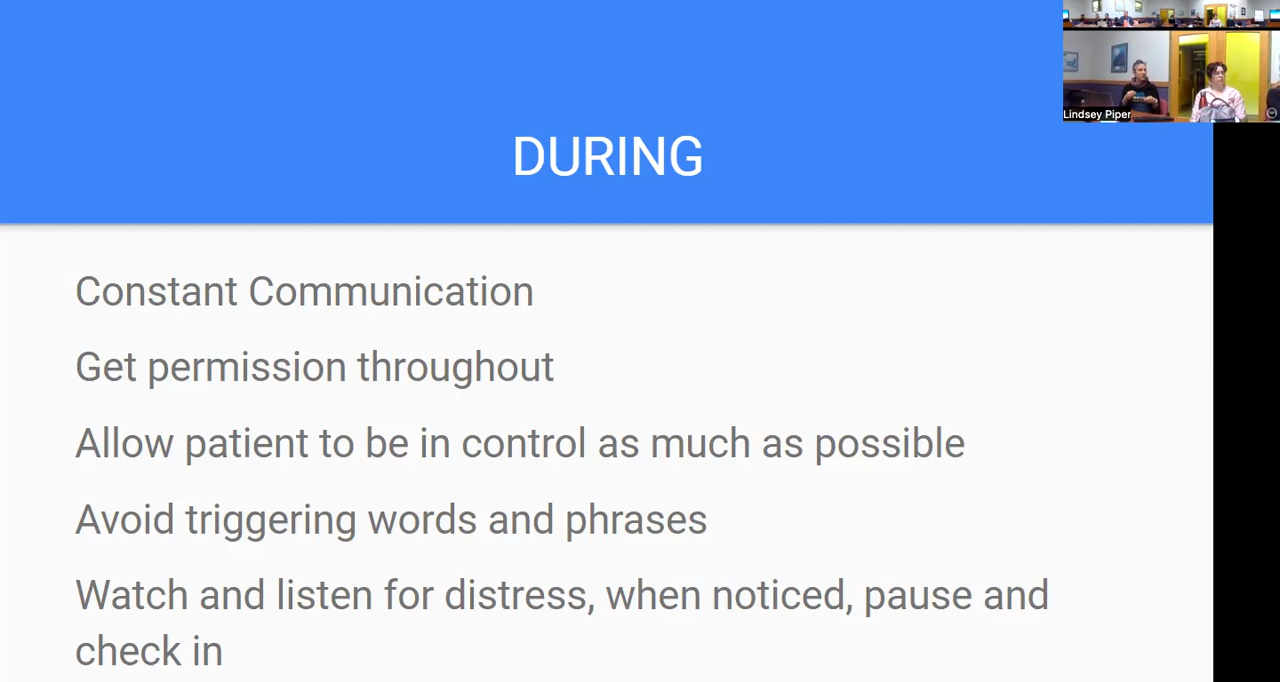 Lindsey Piper
DURING
Constant Communication
Get permission throughout
Allow patient to be in control as much as possible
Avoid triggering words and phrases
Watch and listen for distress, when noticed, pause and
check in